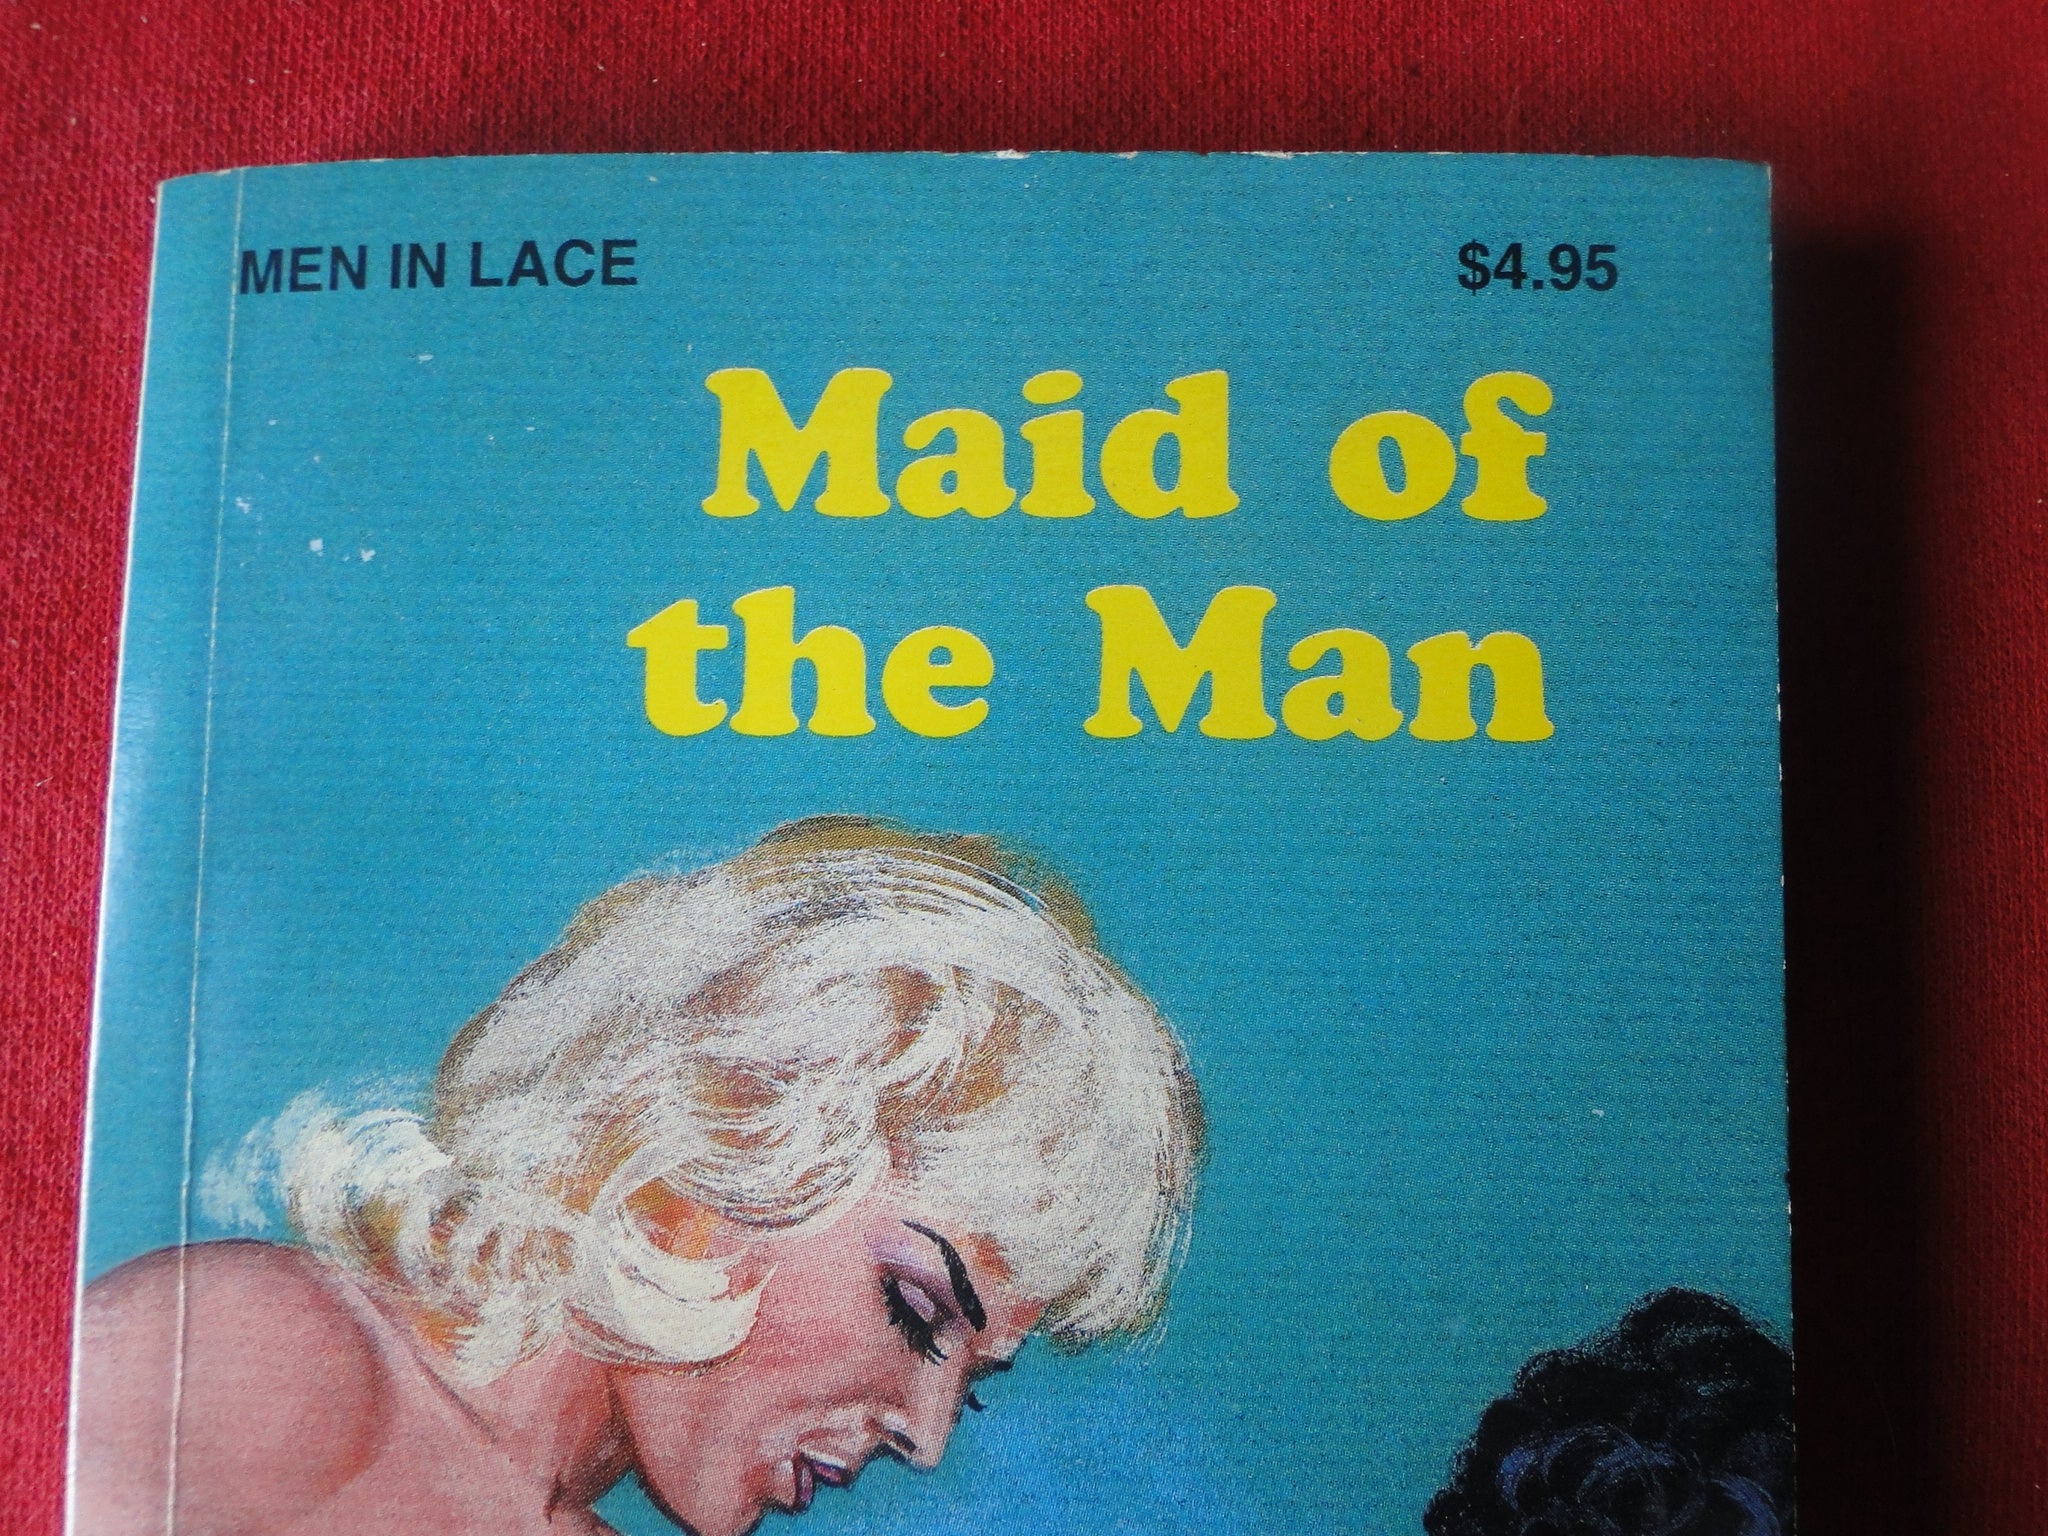 MEN IN LACE
$4.95
Maid of
the Man